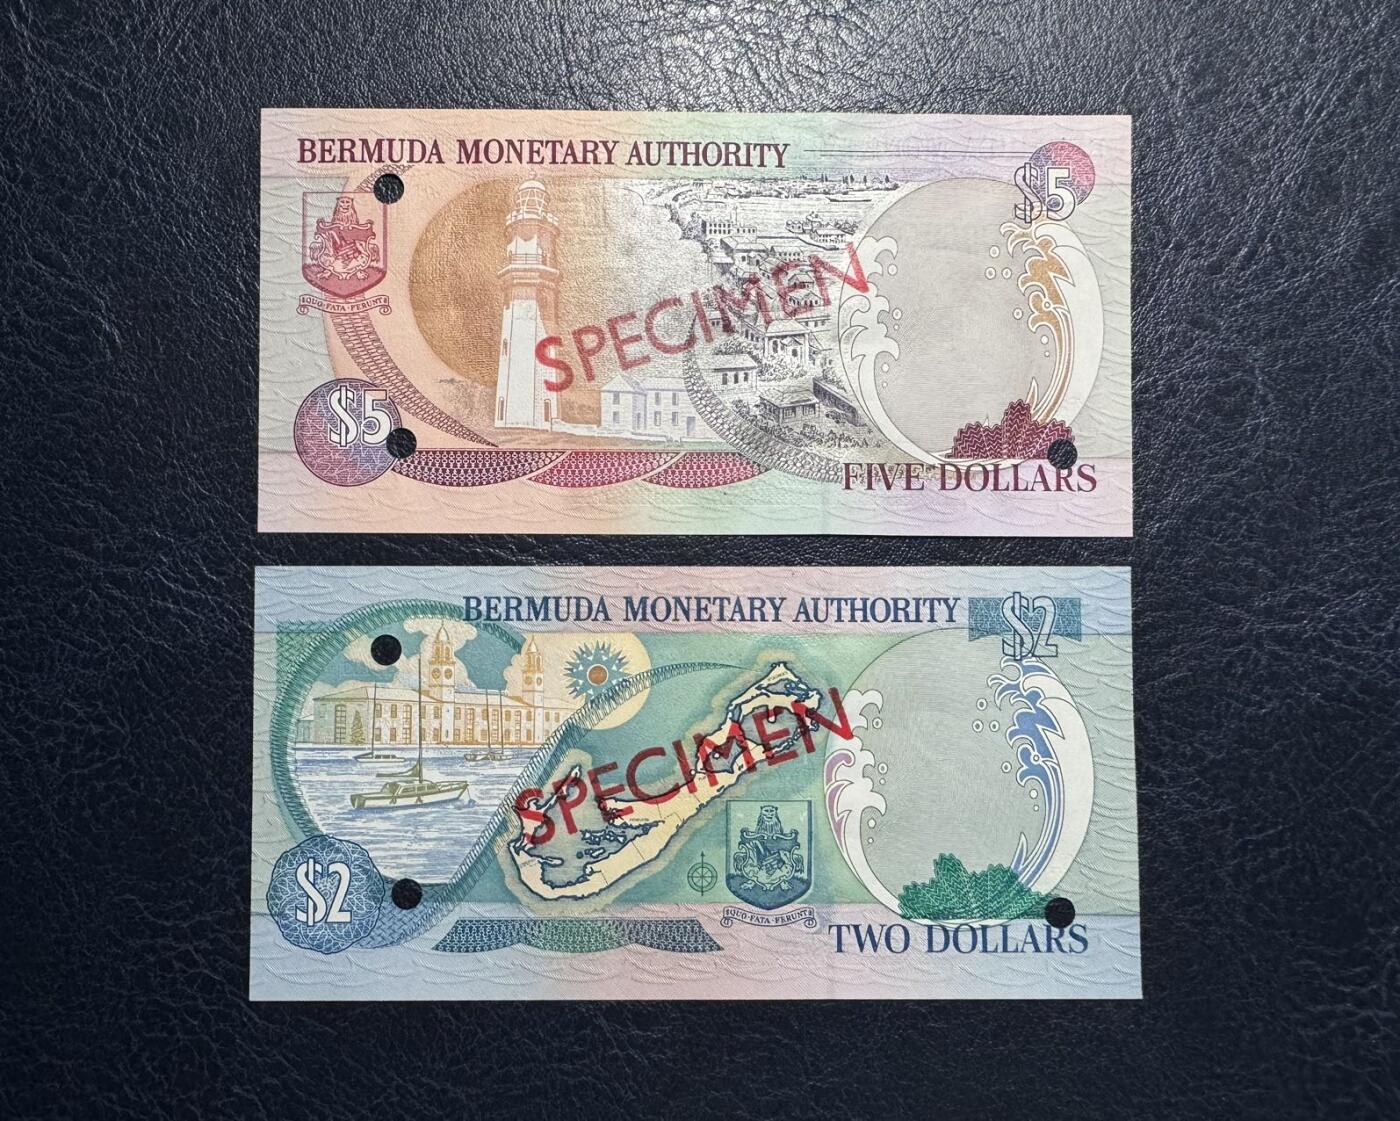 BERMUDA MONETARY AUTHORITY
$5
QUO·FATA·FERUNT
SPECIMEN
$5
FIVE DOLLARS
BERMUDA MONETARY AUTHORITY
$2
SPECIMEN
$2
QUO·FATA·FERUNT
TWO DOLLARS